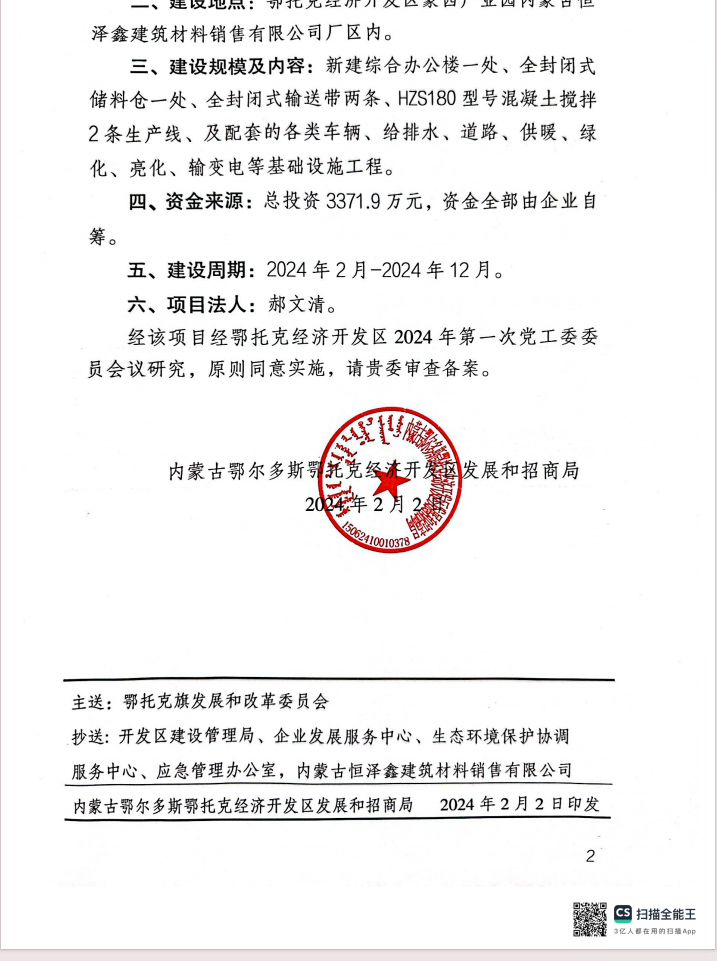 二、建设地点：鄂托克经济开发区蒙西产业园内蒙古恒
泽鑫建筑材料销售有限公司厂区内。
三、建设规模及内容：新建综合办公楼一处、全封闭式
储料仓一处、全封闭式输送带两条、HZS180 型号混凝土搅拌
2 条生产线、及配套的各类车辆、给排水、道路、供暖、绿
化、亮化、输变电等基础设施工程。
四、资金来源：总投资 3371.9 万元，资金全部由企业自
筹。
五、建设周期：2024 年 2 月-2024 年 12 月。
六、项目法人：郝文清。
经该项目经鄂托克经济开发区 2024 年第一次党工委委
员会议研究，原则同意实施，请贵委审查备案。
内蒙古鄂尔多斯鄂托克经济开发区发展和招商局
2024 年 2 月 2 日
15062410010378
主送：鄂托克旗发展和改革委员会
抄送：开发区建设管理局、企业发展服务中心、生态环境保护协调
服务中心、应急管理办公室，内蒙古恒泽鑫建筑材料销售有限公司
内蒙古鄂尔多斯鄂托克经济开发区发展和招商局 2024 年 2 月 2 日印发
2
CS 扫描全能王
3亿人都在用的扫描App